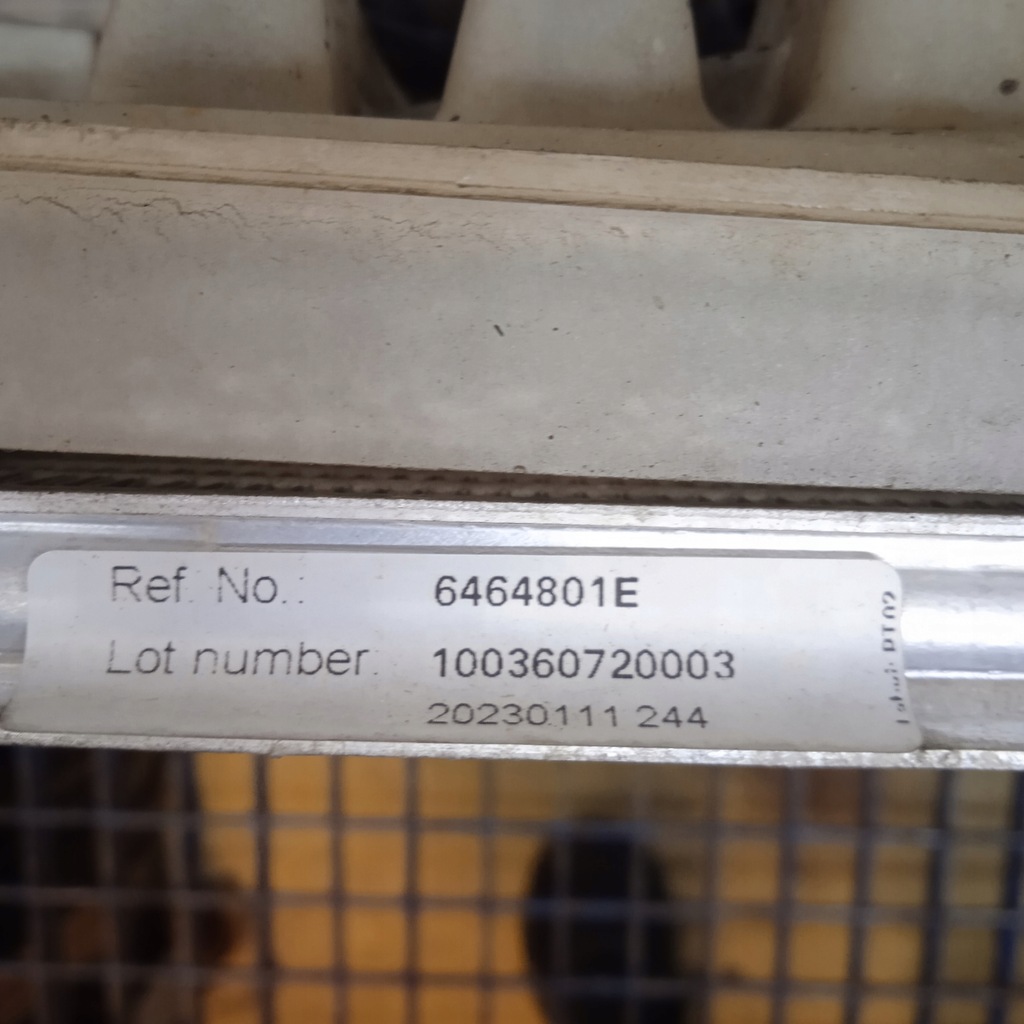 Ref. No.: 6464801E
Lot number: 100360720003
20230111 244